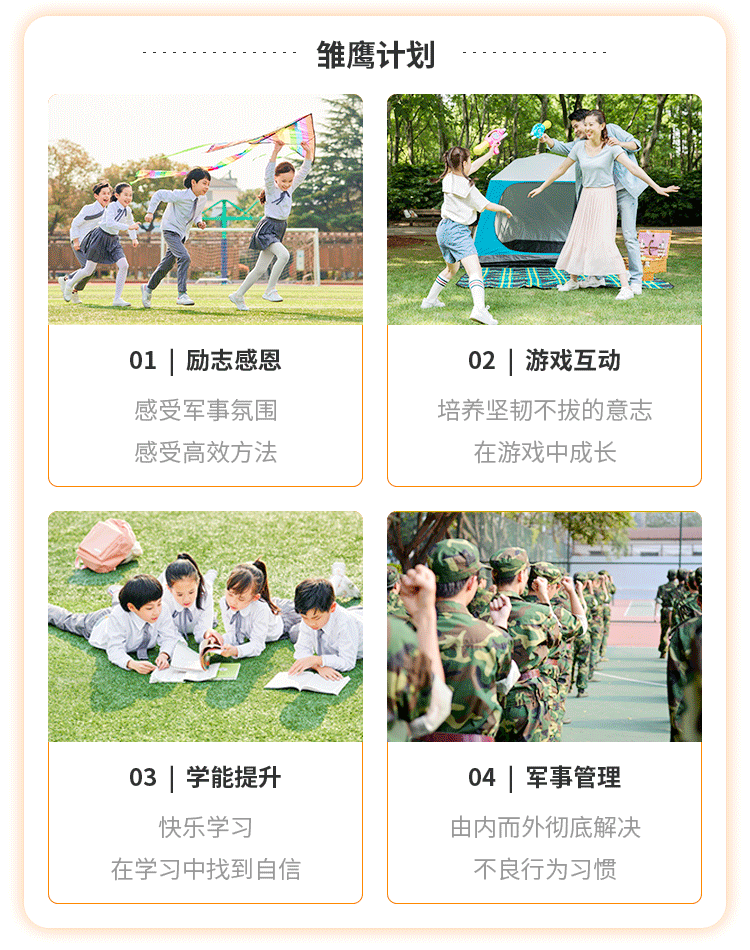 雏鹰计划
01 | 励志感恩
感受军事氛围
感受高效方法
02 | 游戏互动
培养坚韧不拔的意志
在游戏中成长
03 | 学能提升
快乐学习
在学习中找到自信
04 | 军事管理
由内而外彻底解决
不良行为习惯